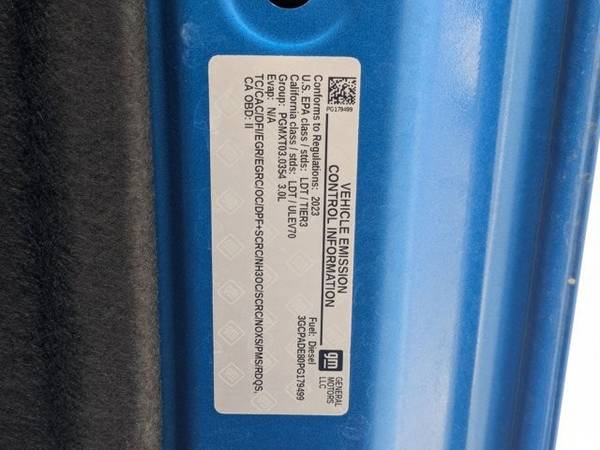 PG179499
VEHICLE EMISSION
CONTROL INFORMATION
gm
GENERAL
MOTORS
LLC
Conforms to Regulations: 2023
U.S. EPA class / stds: LDT / TIER3
California class / stds: LDT / ULEV70
Group: PGMXT03.0354 3.0L
Evap: N/A
TC/CAC/DFI/EGR/EGRC/OC/DPF+SCRC/NH3OC/SCRC/NOXS/PMS/RDQS,
CA OBD: II
Fuel: Diesel
3GCPADE80PG179499